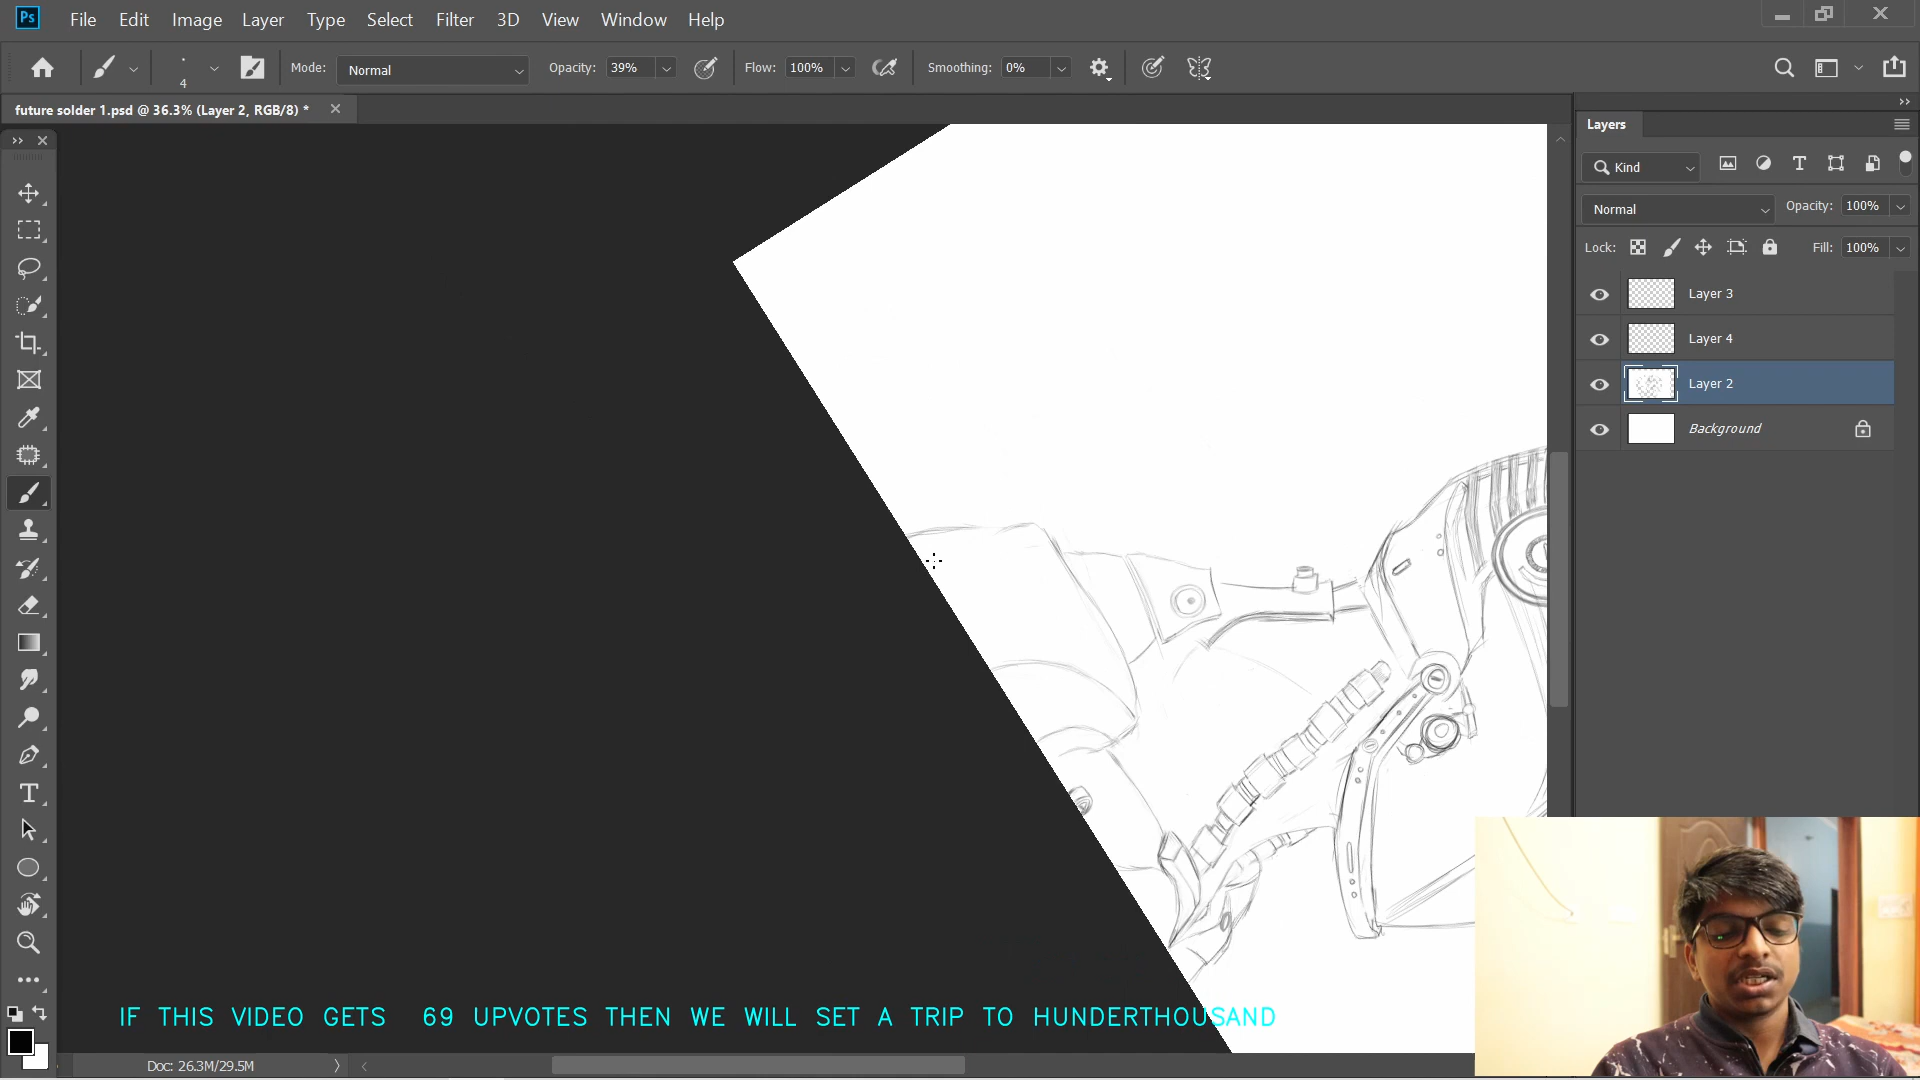 Ps File Edit Image Layer Type Select Filter 3D View Window Help
4 Mode: Normal Opacity: 39% Flow: 100% Smoothing: 0%
future solder 1.psd @ 36.3% (Layer 2, RGB/8) *
Layers
Kind
Normal Opacity: 100%
Lock: Fill: 100%
Layer 3
Layer 4
Layer 2
Background
IF THIS VIDEO GETS 69 UPVOTES THEN WE WILL SET A TRIP TO HUNDERTHOUSAND
Doc: 26.3M/29.5M